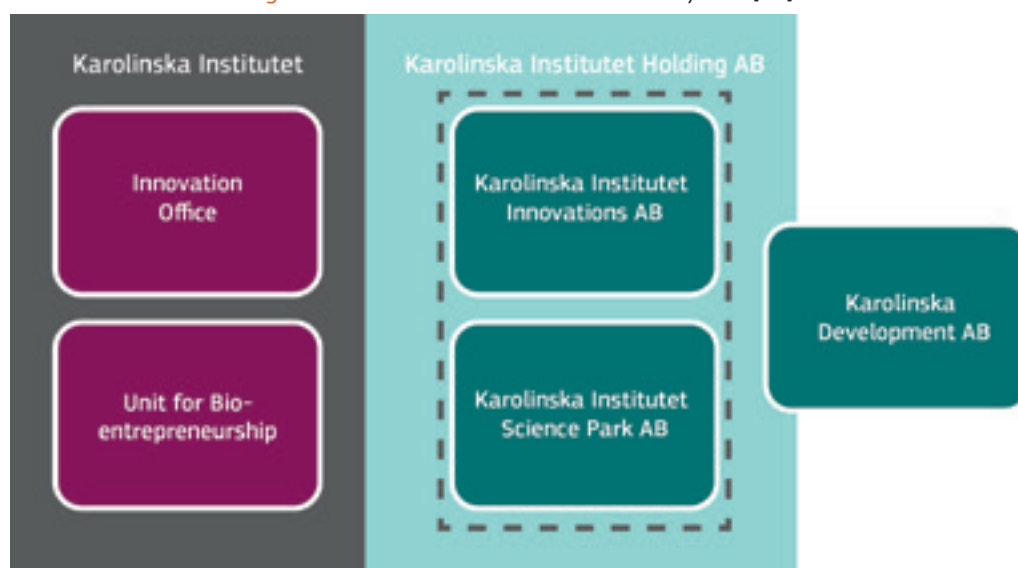 Karolinska Institutet
Karolinska Institutet Holding AB
Innovation
Office
Karolinska Institutet
Innovations AB
Karolinska
Development AB
Unit for Bio-
entrepreneurship
Karolinska Institutet
Science Park AB